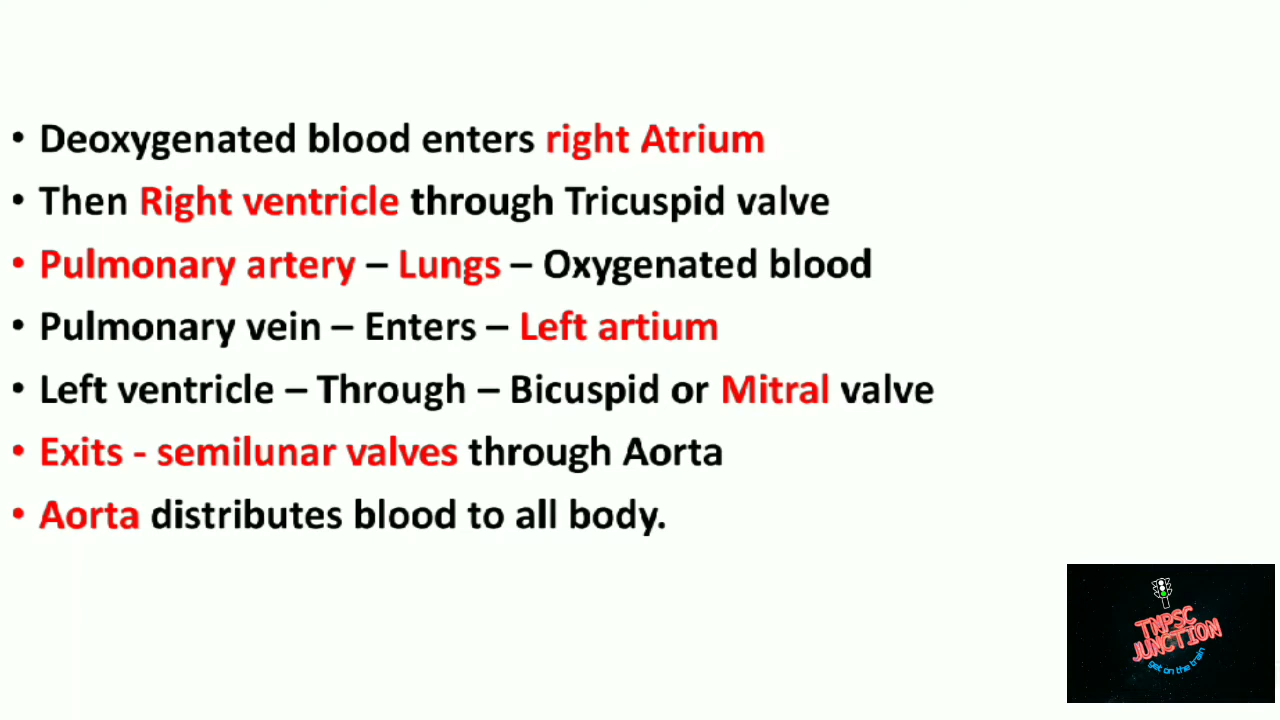 • Deoxygenated blood enters right Atrium
• Then Right ventricle through Tricuspid valve
• Pulmonary artery – Lungs – Oxygenated blood
• Pulmonary vein – Enters – Left artium
• Left ventricle – Through – Bicuspid or Mitral valve
• Exits - semilunar valves through Aorta
• Aorta distributes blood to all body.
TNPSC
JUNCTION
get on the train